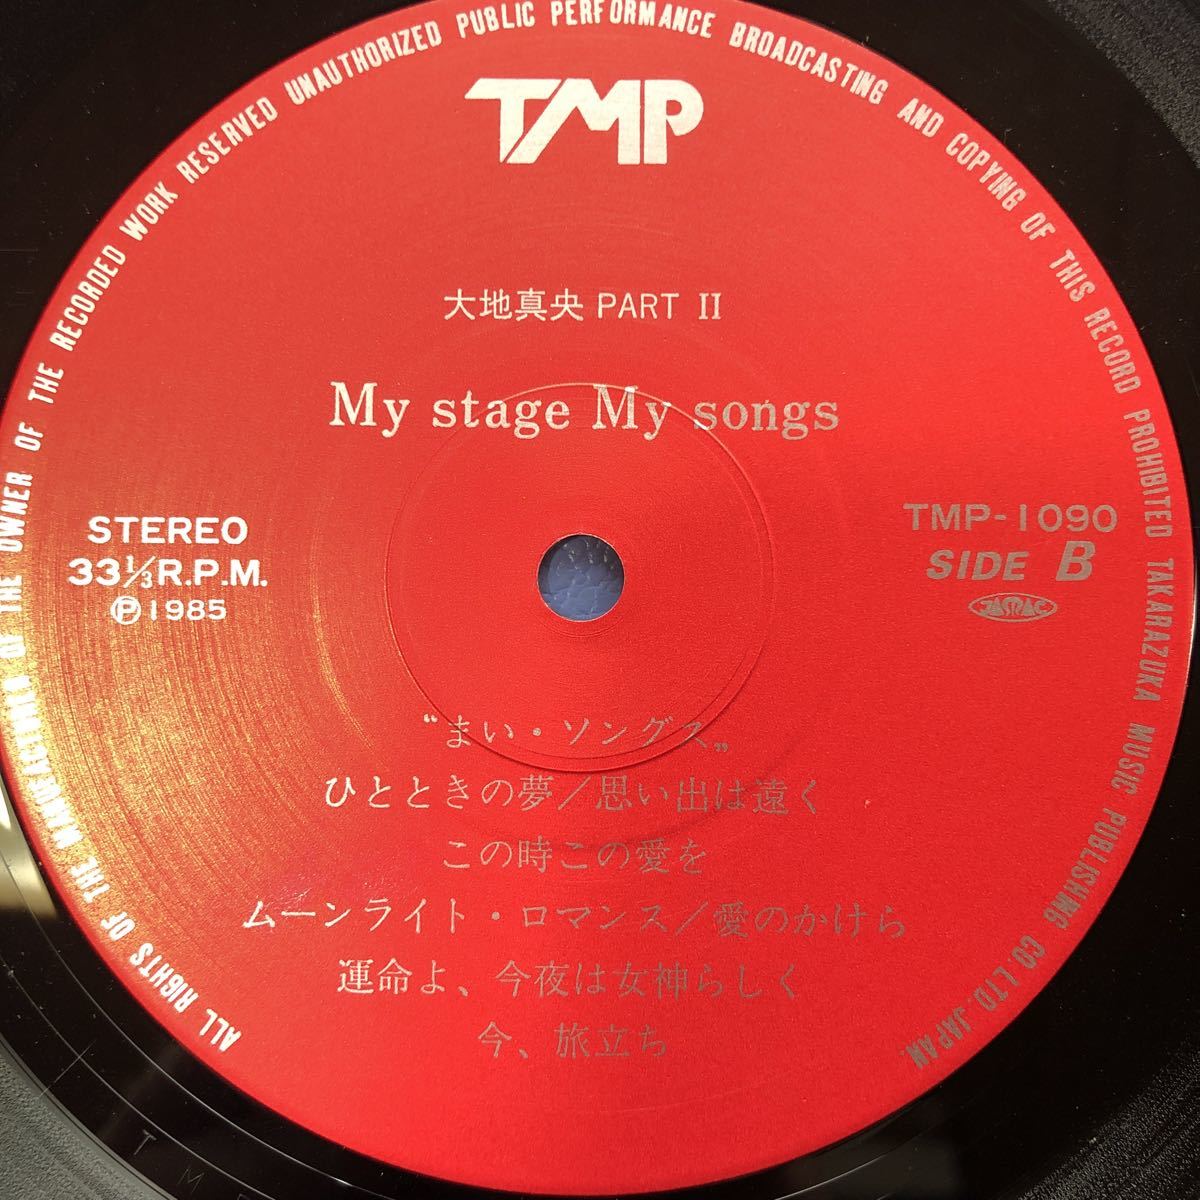 ALL RIGHTS OF THE MANUFACTURER OF THE OWNER OF THE RECORDED WORK RESERVED UNAUTHORIZED PUBLIC PERFORMANCE BROADCASTING AND COPYING OF THIS RECORD PROHIBITED TAKARAZUKA MUSIC PUBLISHING CO LTD. JAPAN.
TMP
大地真央 PART II
My stage My songs
STEREO
33⅓R.P.M.
Ⓟ1985
TMP-1090
SIDE B
JASRAC
“まい・ソングス„
ひとときの夢/思い出は遠く
この時この愛を
ムーンライト・ロマンス/愛のかけら
運命よ、今夜は女神らしく
今、旅立ち